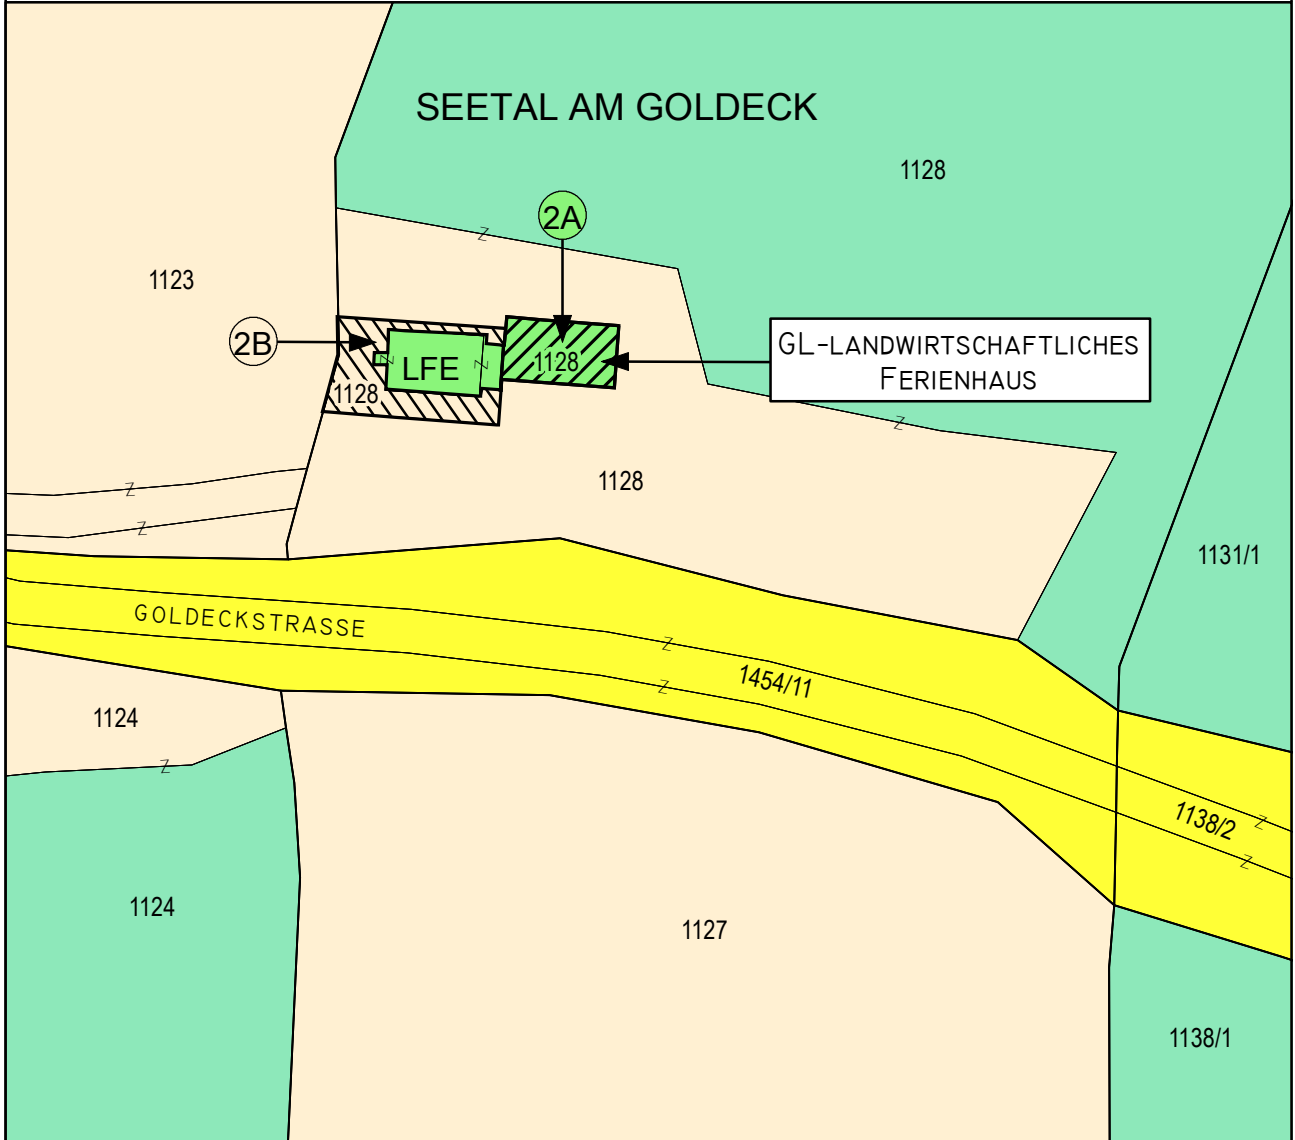 SEETAL AM GOLDECK
1128
2A
1123
2B
LFE
1128
1128
GL-LANDWIRTSCHAFTLICHES
FERIENHAUS
1128
1131/1
GOLDECKSTRASSE
1454/11
1124
1138/2
1124
1127
1138/1